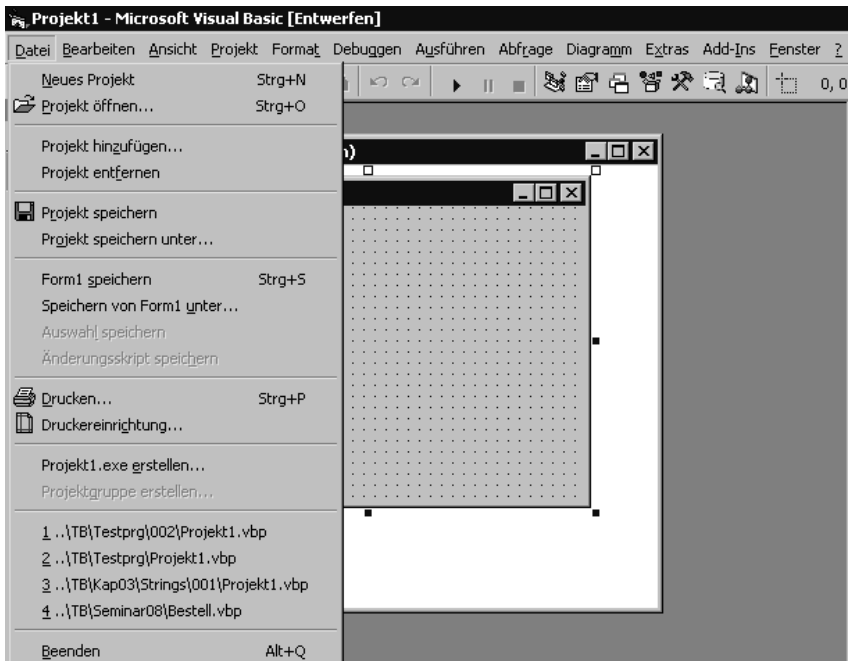 Projekt1 - Microsoft Visual Basic [Entwerfen]
Datei Bearbeiten Ansicht Projekt Format Debuggen Ausführen Abfrage Diagramm Extras Add-Ins Fenster ?
Neues Projekt Strg+N
0, 0
Projekt öffnen... Strg+O
Projekt hinzufügen...
Projekt entfernen
Projekt speichern
Projekt speichern unter...
Form1 speichern Strg+S
Speichern von Form1 unter...
Auswahl speichern
Änderungsskript speichern
Drucken... Strg+P
Druckereinrichtung...
Projekt1.exe erstellen...
Projektgruppe erstellen...
1 ..\TB\Testprg\002\Projekt1.vbp
2 ..\TB\Testprg\Projekt1.vbp
3 ..\TB\Kap03\Strings\001\Projekt1.vbp
4 ..\TB\Seminar08\Bestell.vbp
Beenden Alt+Q